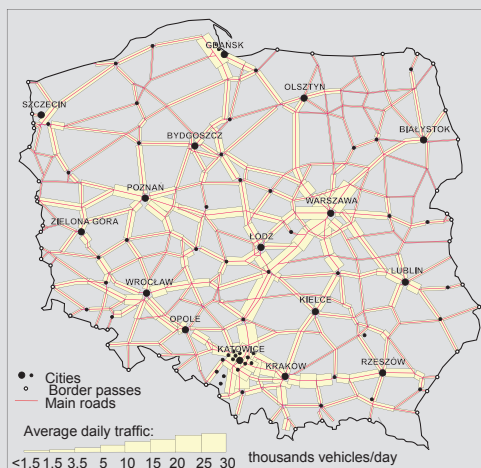 GDAŃSK
OLSZTYN
SZCZECIN
BIAŁYSTOK
BYDGOSZCZ
POZNAŃ
WARSZAWA
ZIELONA GÓRA
ŁÓDŹ
LUBLIN
WROCŁAW
KIELCE
OPOLE
KATOWICE
KRAKÓW
RZESZÓW
Cities
Border passes
Main roads
Average daily traffic:
<1.5 1.5 3.5 5 10 15 20 25 30 thousands vehicles/day